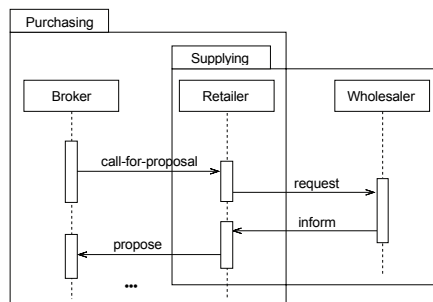 Purchasing
Supplying
Broker
Retailer
Wholesaler
call-for-proposal
request
inform
propose
...